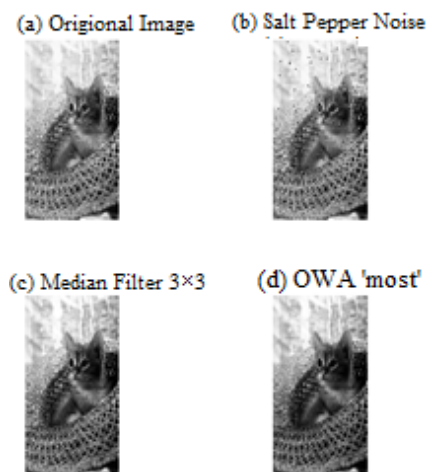 (a) Origional Image
(b) Salt Pepper Noise
(c) Median Filter 3×3
(d) OWA 'most'